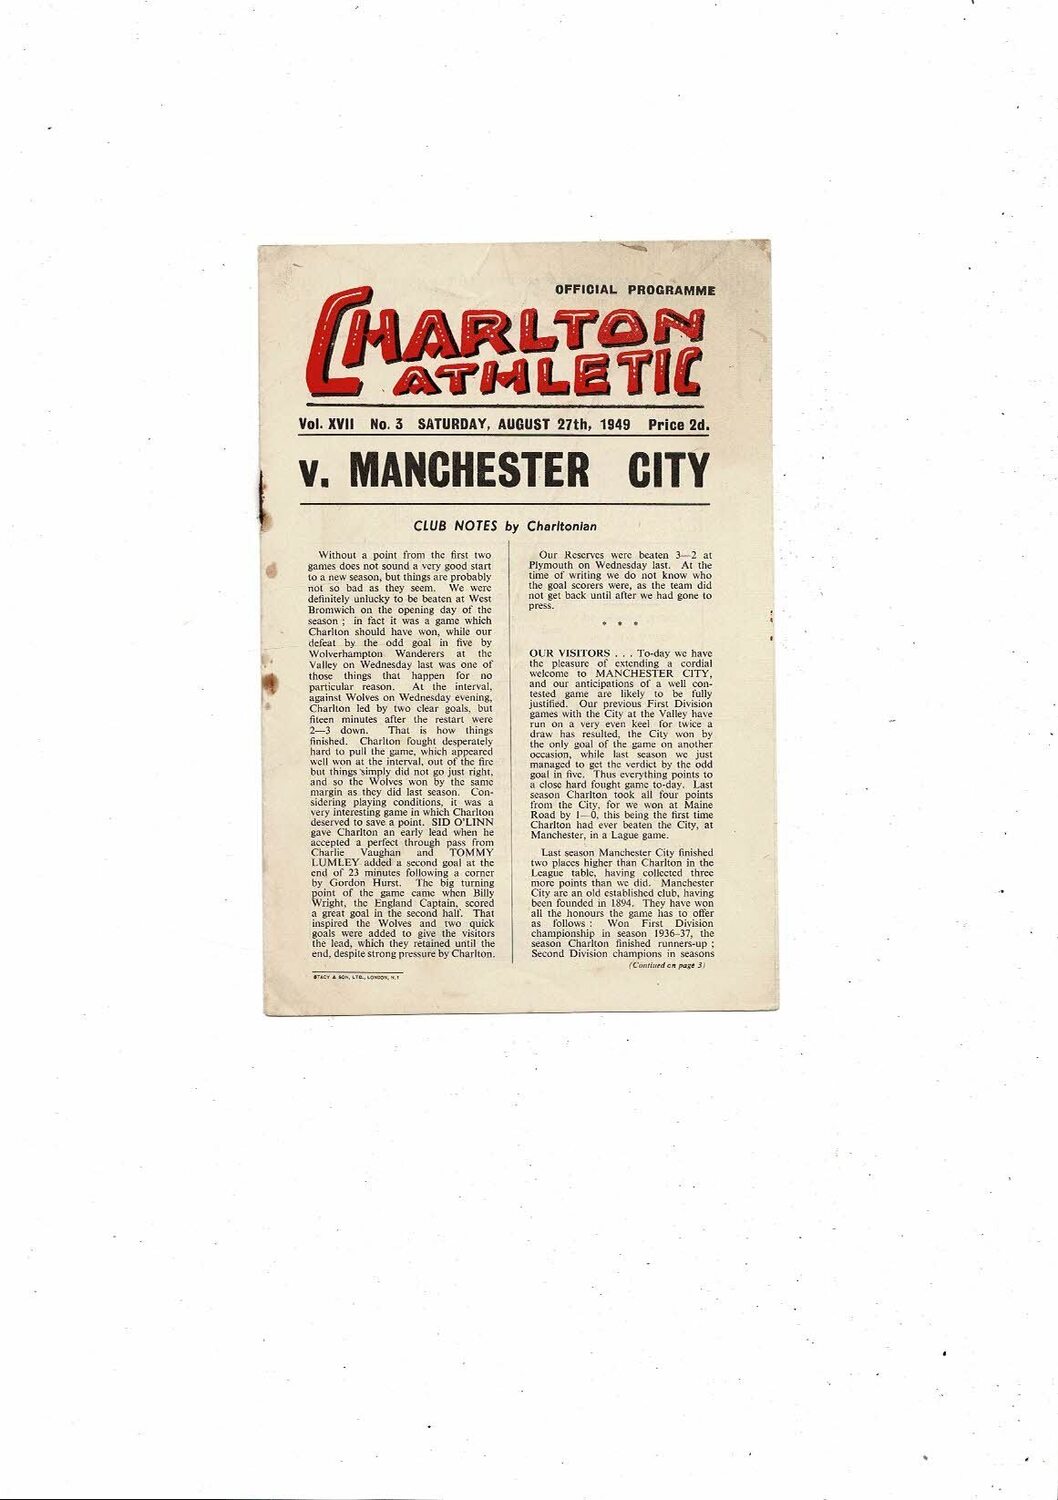 OFFICIAL PROGRAMME
CHARLTON
ATHLETIC
Vol. XVII No. 3 SATURDAY, AUGUST 27th, 1949 Price 2d.
v. MANCHESTER CITY
CLUB NOTES by Charltonian
Without a point from the first two
games does not sound a very good start
to a new season, but things are probably
not so bad as they seem. We were
definitely unlucky to be beaten at West
Bromwich on the opening day of the
season ; in fact it was a game which
Charlton should have won, while our
defeat by the odd goal in five by
Wolverhampton Wanderers at the
Valley on Wednesday last was one of
those things that happen for no
particular reason. At the interval,
against Wolves on Wednesday evening,
Charlton led by two clear goals, but
fiteen minutes after the restart were
2—3 down. That is how things
finished. Charlton fought desperately
hard to pull the game, which appeared
well won at the interval, out of the fire
but things simply did not go just right,
and so the Wolves won by the same
margin as they did last season. Con-
sidering playing conditions, it was a
very interesting game in which Charlton
deserved to save a point. SID O'LINN
gave Charlton an early lead when he
accepted a perfect through pass from
Charlie Vaughan and TOMMY
LUMLEY added a second goal at the
end of 23 minutes following a corner
by Gordon Hurst. The big turning
point of the game came when Billy
Wright, the England Captain, scored
a great goal in the second half. That
inspired the Wolves and two quick
goals were added to give the visitors
the lead, which they retained until the
end, despite strong pressure by Charlton.
STACY & SON, LTD., LONDON, N.1
Our Reserves were beaten 3—2 at
Plymouth on Wednesday last. At the
time of writing we do not know who
the goal scorers were, as the team did
not get back until after we had gone to
press.
* * *
OUR VISITORS . . . To-day we have
the pleasure of extending a cordial
welcome to MANCHESTER CITY,
and our anticipations of a well con-
tested game are likely to be fully
justified. Our previous First Division
games with the City at the Valley have
run on a very even keel for twice a
draw has resulted, the City won by
the only goal of the game on another
occasion, while last season we just
managed to get the verdict by the odd
goal in five. Thus everything points to
a close hard fought game to-day. Last
season Charlton took all four points
from the City, for we won at Maine
Road by 1—0, this being the first time
Charlton had ever beaten the City, at
Manchester, in a Lague game.
Last season Manchester City finished
two places higher than Charlton in the
League table, having collected three
more points than we did. Manchester
City are an old established club, having
been founded in 1894. They have won
all the honours the game has to offer
as follows : Won First Division
championship in season 1936-37, the
season Charlton finished runners-up ;
Second Division champions in seasons
(Contiued on page 3)